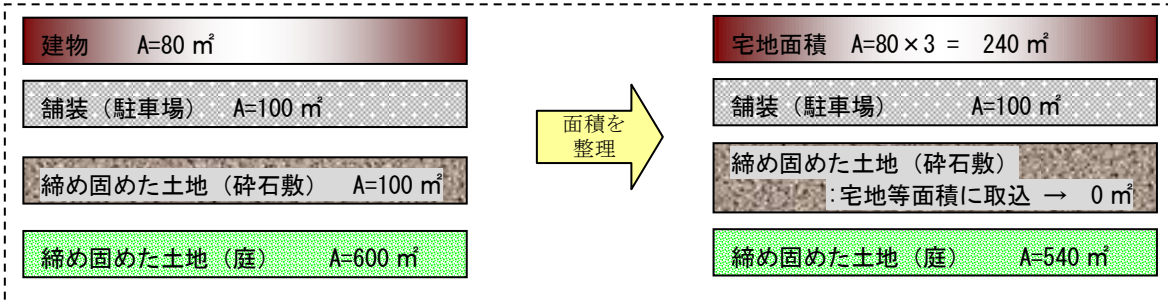 建物　　A=80 ㎡
舗装（駐車場）　A=100 ㎡
締め固めた土地（砕石敷）　A=100 ㎡
締め固めた土地（庭）　　A=600 ㎡
面積を
整理
宅地面積　A=80×3 ＝　240 ㎡
舗装（駐車場）　　A=100 ㎡
締め固めた土地（砕石敷）
：宅地等面積に取込 →　0 ㎡
締め固めた土地（庭）　　A=540 ㎡